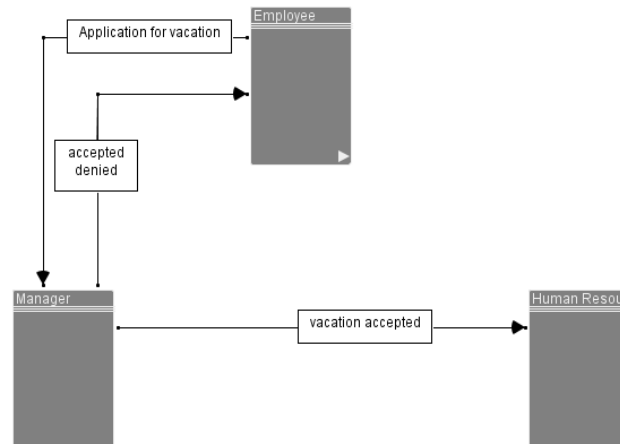 Employee
Application for vacation
accepted
denied
Manager
Human Resou
vacation accepted